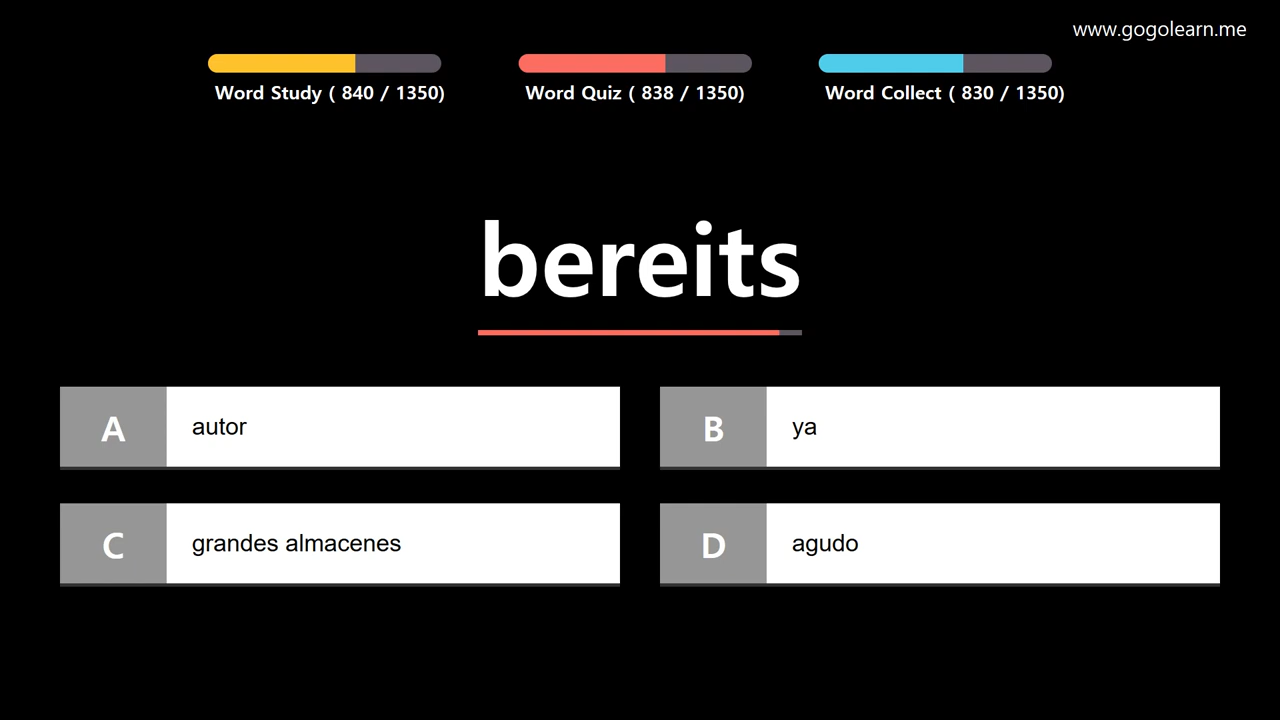 www.gogolearn.me
Word Study ( 840 / 1350)
Word Quiz ( 838 / 1350)
Word Collect ( 830 / 1350)
bereits
A autor
B ya
C grandes almacenes
D agudo